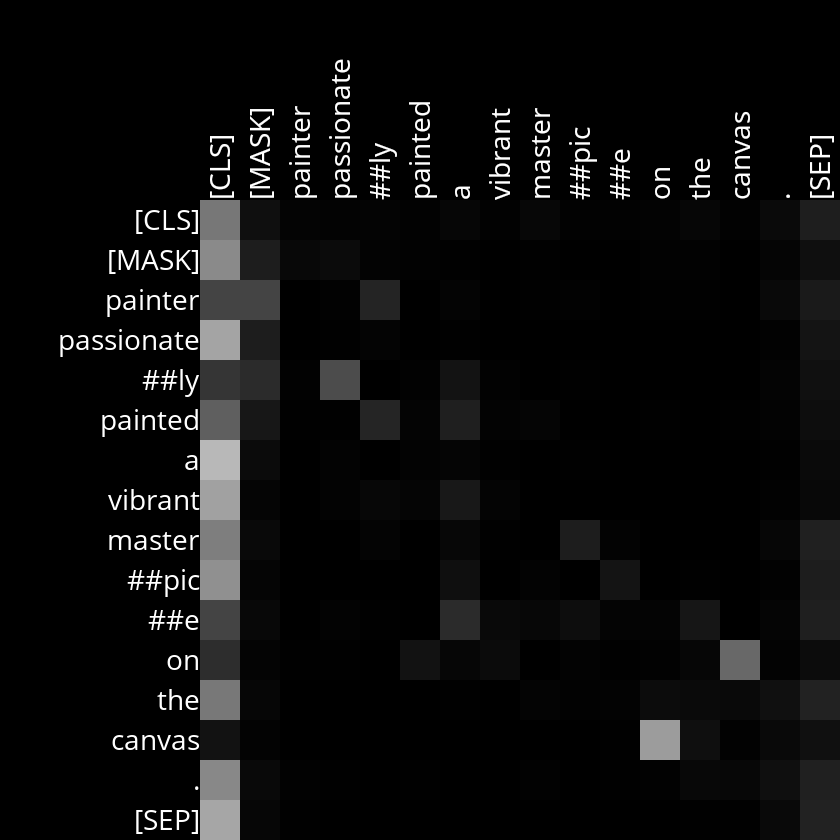 [CLS]
[MASK]
painter
passionate
##ly
painted
a
vibrant
master
##pic
##e
on
the
canvas
.
[SEP]
[CLS]
[MASK]
painter
passionate
##ly
painted
a
vibrant
master
##pic
##e
on
the
canvas
.
[SEP]